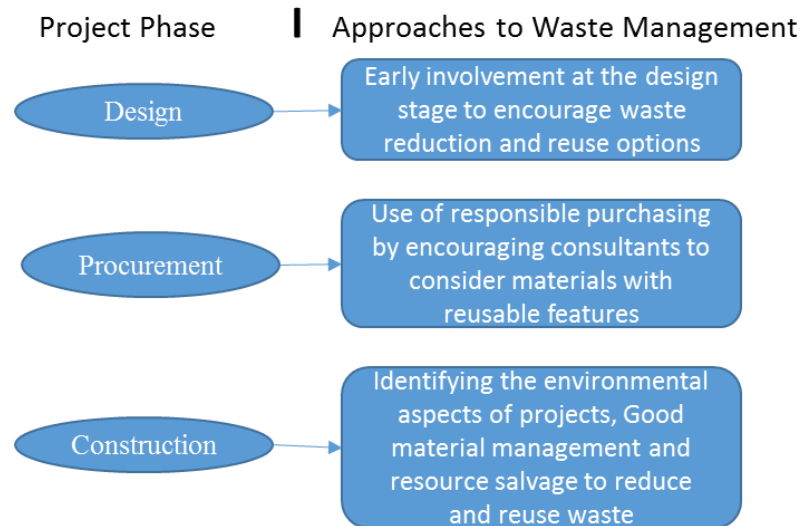 Project Phase
I
Approaches to Waste Management
Design
Early involvement at the design
stage to encourage waste
reduction and reuse options
Procurement
Use of responsible purchasing
by encouraging consultants to
consider materials with
reusable features
Construction
Identifying the environmental
aspects of projects, Good
material management and
resource salvage to reduce
and reuse waste